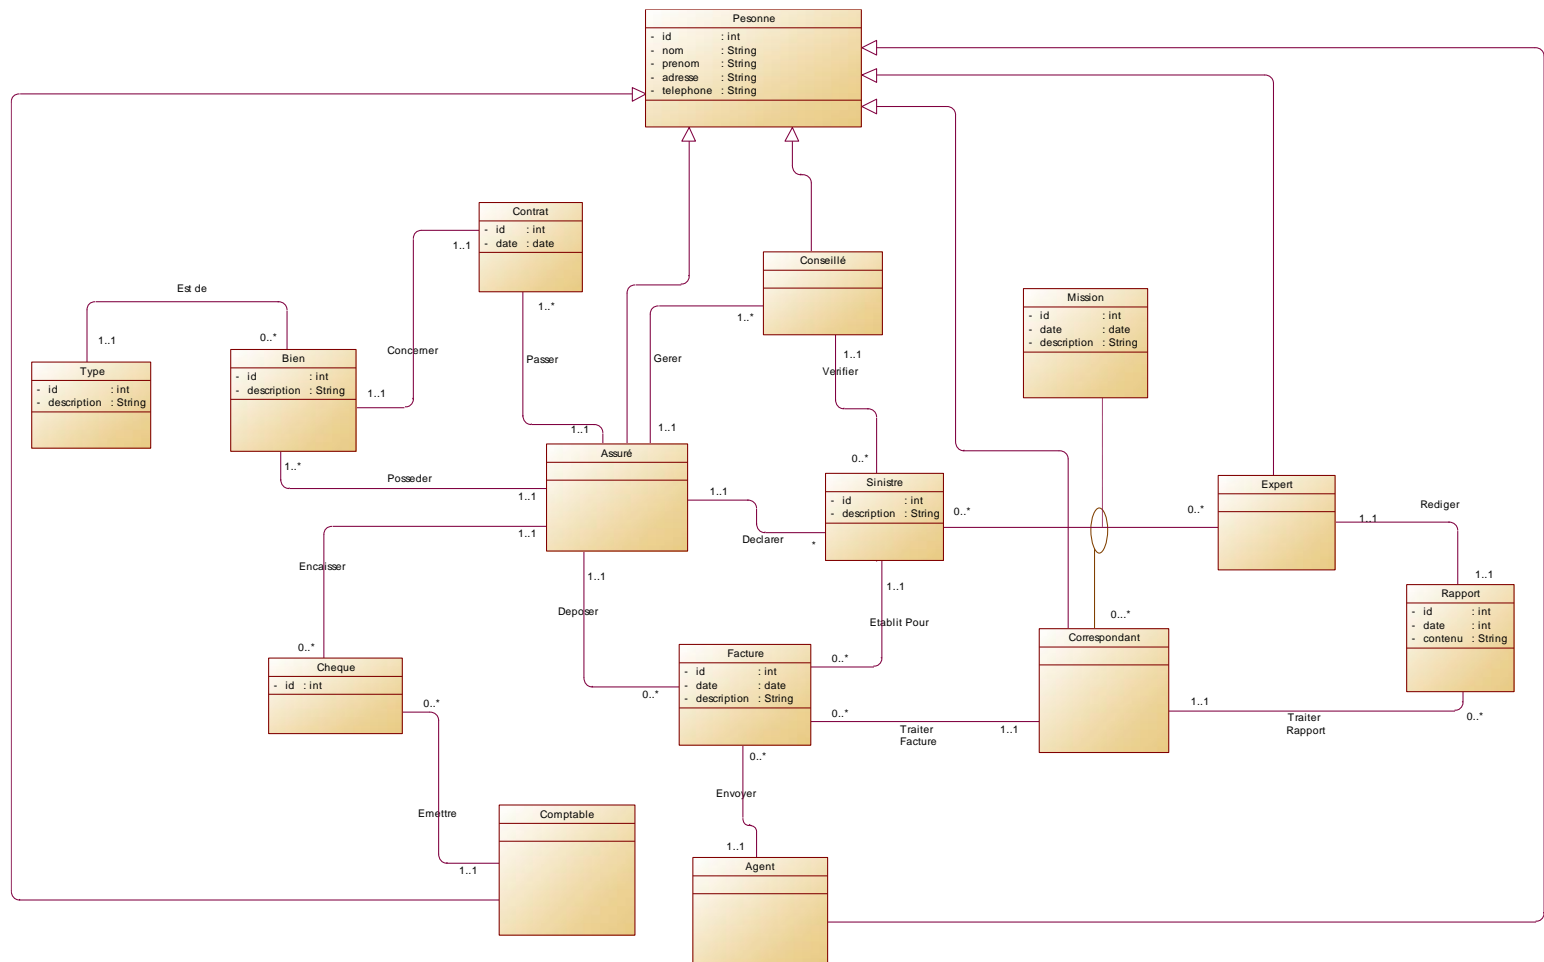 Pesonne
- id : int
- nom : String
- prenom : String
- adresse : String
- telephone : String
Contrat
- id : int
- date : date
1..1
1..*
Conseillé
1..*
1..1
Verifier
Mission
- id : int
- date : date
- description : String
Est de
1..1
0..*
Concerner
Passer
Gerer
Type
- id : int
- description : String
Bien
- id : int
- description : String
1..1
1..*
Posseder
1..1
1..1
1..1
Assuré
1..1
Encaisser
1..1
Declarer
*
0..*
Sinistre
- id : int
- description : String
0..*
0..*
Expert
1..1
Rediger
1..1
Rapport
- id : int
- date : int
- contenu : String
1..1
Deposer
1..1
Etablit Pour
0...*
Correspondant
0..*
Cheque
- id : int
0..*
Facture
- id : int
- date : date
- description : String
0..*
0..*
0..*
Traiter
Facture
1..1
1..1
Traiter
Rapport
0..*
0..*
Envoyer
1..1
Emettre
1..1
Comptable
Agent